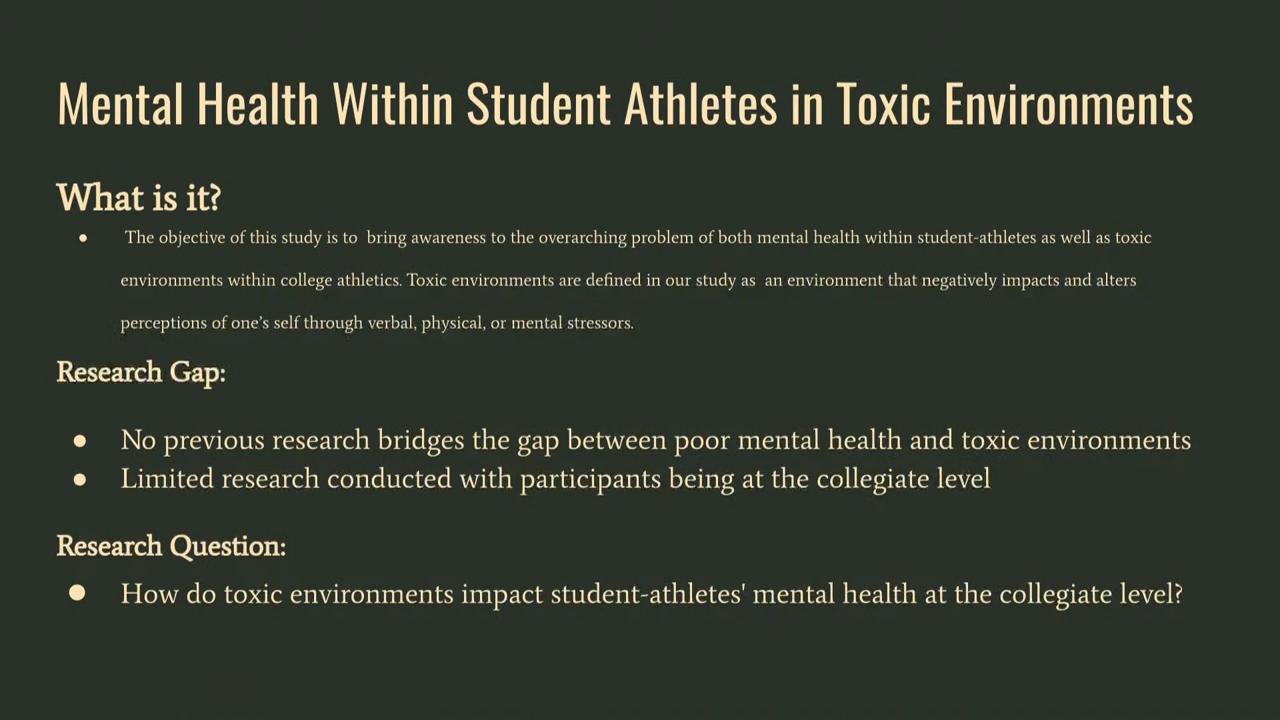 Mental Health Within Student Athletes in Toxic Environments
What is it?
● The objective of this study is to  bring awareness to the overarching problem of both mental health within student-athletes as well as toxic
environments within college athletics. Toxic environments are defined in our study as  an environment that negatively impacts and alters
perceptions of one’s self through verbal, physical, or mental stressors.
Research Gap:
● No previous research bridges the gap between poor mental health and toxic environments
● Limited research conducted with participants being at the collegiate level
Research Question:
● How do toxic environments impact student-athletes' mental health at the collegiate level?